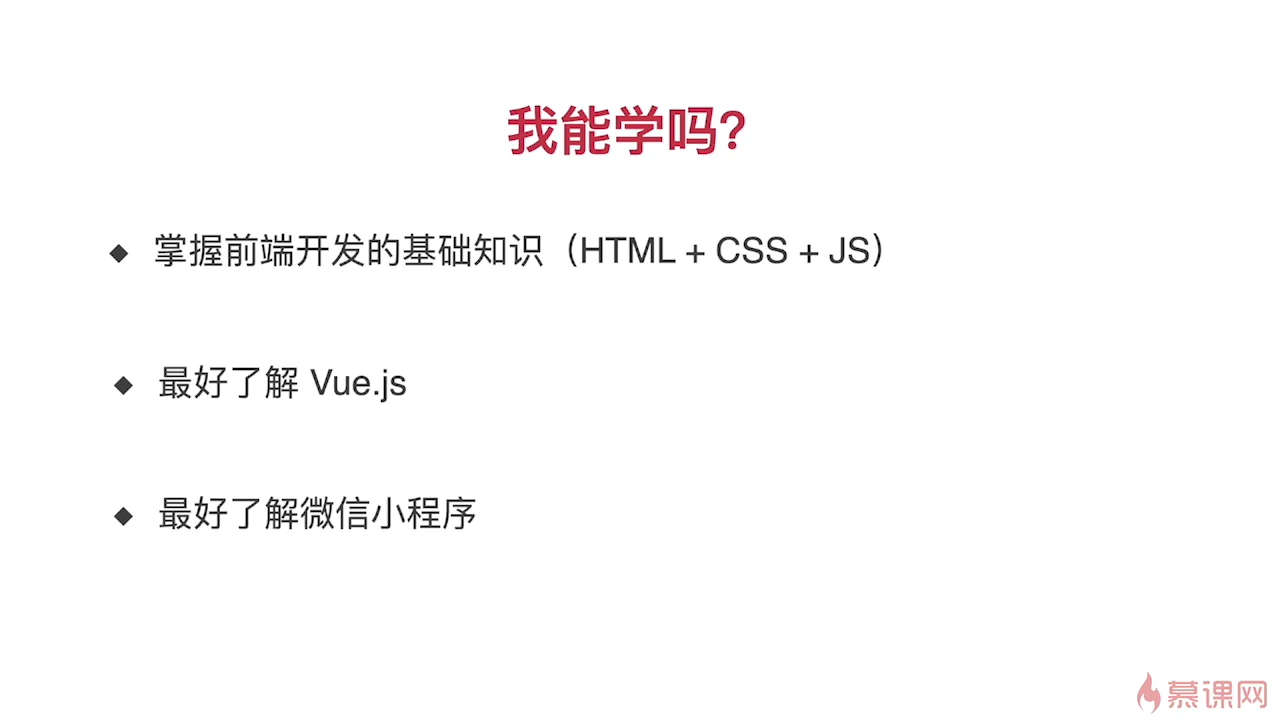 我能学吗?
◆ 掌握前端开发的基础知识（HTML + CSS + JS）
◆ 最好了解 Vue.js
◆ 最好了解微信小程序
慕课网